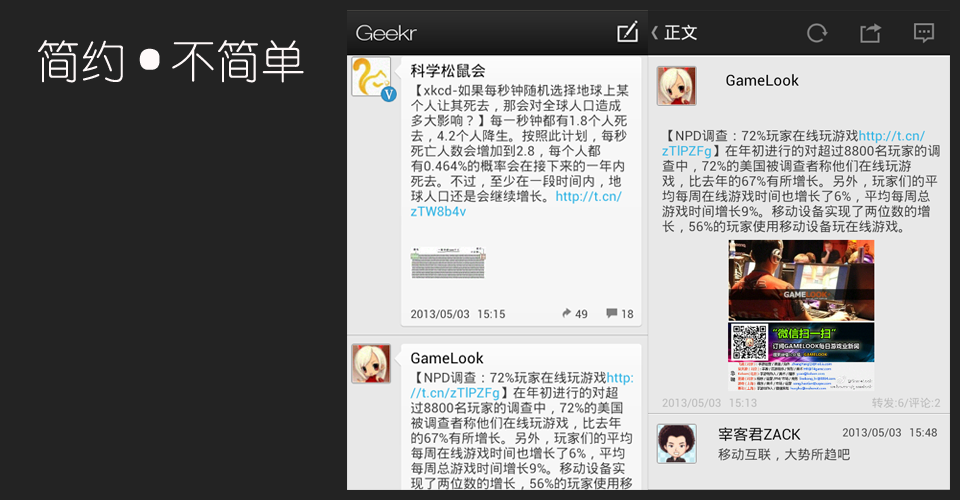 简约●不简单
Geekr
科学松鼠会
【xkcd-如果每秒钟随机选择地球上某
个人让其死去，那会对全球人口造成
多大影响？】每一秒钟都有1.8个人死
去，4.2个人降生。按照此计划，每秒
死亡人数会增加到2.8，每个人都
有0.464%的概率会在接下来的一年内
死去。不过，至少在一段时间内，地
球人口还是会继续增长。http://t.cn/
zTW8b4v
2013/05/03 15:15
49
18
GameLook
【NPD调查：72%玩家在线玩游戏http:
//t.cn/zTlPZFg】在年初进行的对超
过8800名玩家的调查中，72%的美国
被调查者称他们在线玩游戏，比去年
的67%有所增长。另外，玩家们的平均
每周在线游戏时间也增长了6%，平均
每周总游戏时间增长9%。移动设备实
现了两位数的增长，56%的玩家使用移
正文
GameLook
【NPD调查：72%玩家在线玩游戏http://t.cn/
zTlPZFg】在年初进行的对超过8800名玩家的调
查中，72%的美国被调查者称他们在线玩游
戏，比去年的67%有所增长。另外，玩家们的平
均每周在线游戏时间也增长了6%，平均每周总
游戏时间增长9%。移动设备实现了两位数的增
长，56%的玩家使用移动设备玩在线游戏。
GAMELOOK
“微信扫一扫”
订阅GAMELOOK每日游戏业新闻
2013/05/03 15:13
转发:6/评论:2
宰客君ZACK
2013/05/03 15:48
移动互联，大势所趋吧